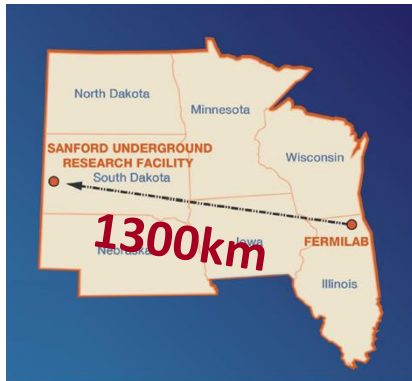 North Dakota
Minnesota
SANFORD UNDERGROUND
RESEARCH FACILITY
Wisconsin
South Dakota
1300km
Nebraska
Iowa
FERMILAB
Illinois